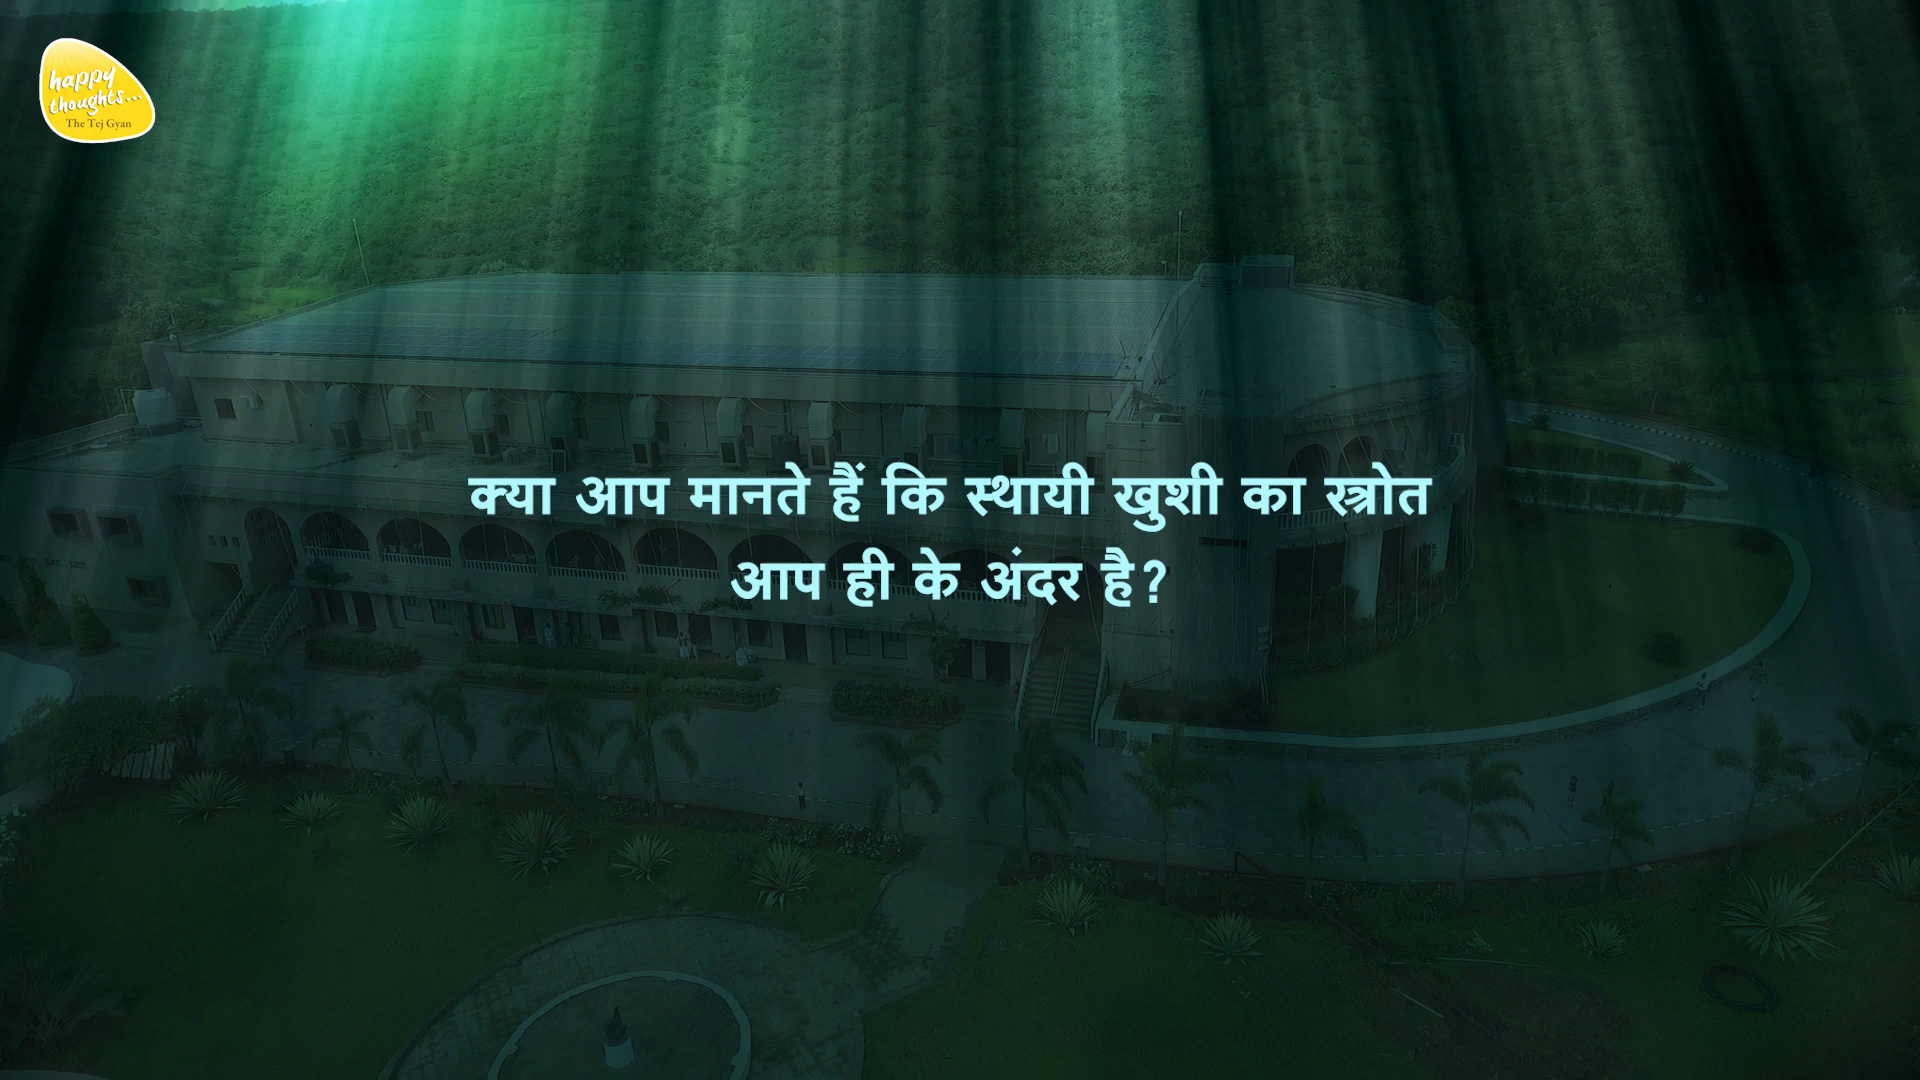 happy
thoughts...
The Tej Gyan
क्या आप मानते हैं कि स्थायी खुशी का स्त्रोत
आप ही के अंदर है?